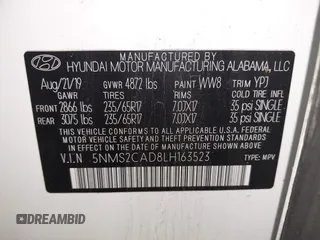 MANUFACTURED BY
HYUNDAI MOTOR MANUFACTURING ALABAMA, LLC
Aug/21/19 GVWR 4872 lbs PAINT WW8 TRIM YPJ
GAWR TIRES RIMS COLD TIRE INFL
FRONT 2866 lbs 235/65R17 7.0JX17 35 psi SINGLE
REAR 3075 lbs 235/65R17 7.0JX17 35 psi SINGLE
THIS VEHICLE CONFORMS TO ALL APPLICABLE U.S.
FEDERAL MOTOR VEHICLE SAFETY AND THEFT
PREVENTION STANDARDS IN EFFECT ON THE DATE
OF MANUFACTURE SHOWN ABOVE.
V.I.N 5NMS2CAD8LH163523 TYPE: MPV
DREAMBID
D DREAMBID.COM